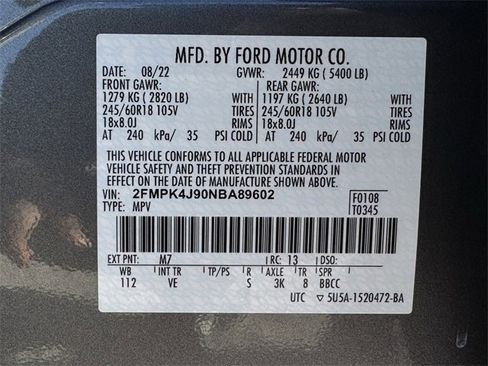 MFD. BY FORD MOTOR CO.
DATE: 08/22 GVWR: 2449 KG ( 5400 LB)
FRONT GAWR: REAR GAWR:
1279 KG ( 2820 LB) WITH 1197 KG ( 2640 LB) WITH
245/60R18 105V TIRES 245/60R18 105V TIRES
18x8.0J RIMS 18x8.0J RIMS
AT 240 kPa/ 35 PSI COLD AT 240 kPa/ 35 PSI COLD
THIS VEHICLE CONFORMS TO ALL APPLICABLE FEDERAL MOTOR
VEHICLE SAFETY AND THEFT PREVENTION STANDARDS IN
EFFECT ON THE DATE OF MANUFACTURE SHOWN ABOVE.
VIN: 2FMPK4J90NBA89602 F0108
TYPE: MPV T0345
EXT PNT: M7 RC: 13 DSO:
WB INT TR TP/PS R AXLE TR SPR
112 VE S 3K 8 BBCC
UTC 5U5A-1520472-BA